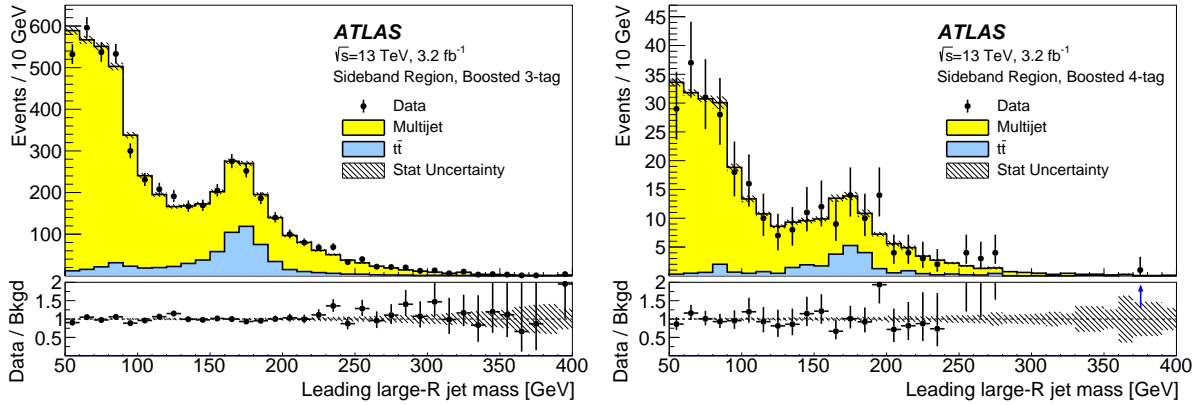 Events / 10 GeV
600
500
400
300
200
100
ATLAS
√s=13 TeV, 3.2 fb⁻¹
Sideband Region, Boosted 3-tag
Data
Multijet
tt̄
Stat Uncertainty
Data / Bkgd
2
1.5
1
0.5
50 100 150 200 250 300 350 400
Leading large-R jet mass [GeV]
Events / 10 GeV
45
40
35
30
25
20
15
10
5
ATLAS
√s=13 TeV, 3.2 fb⁻¹
Sideband Region, Boosted 4-tag
Data
Multijet
tt̄
Stat Uncertainty
Data / Bkgd
2
1.5
1
0.5
50 100 150 200 250 300 350 400
Leading large-R jet mass [GeV]